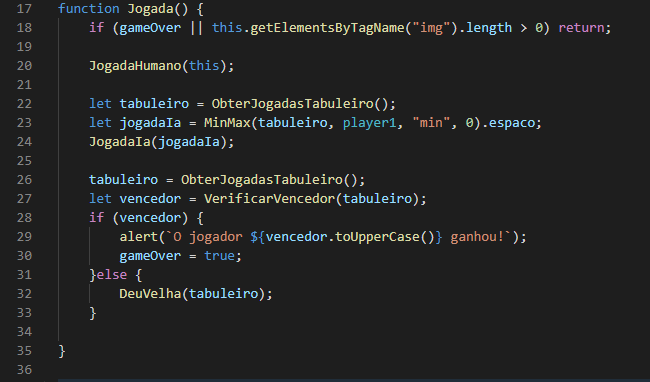 17 function Jogada() {
18     if (gameOver || this.getElementsByTagName("img").length > 0) return;
19
20     JogadaHumano(this);
21
22     let tabuleiro = ObterJogadasTabuleiro();
23     let jogadaIa = MinMax(tabuleiro, player1, "min", 0).espaco;
24     JogadaIa(jogadaIa);
25
26     tabuleiro = ObterJogadasTabuleiro();
27     let vencedor = VerificarVencedor(tabuleiro);
28     if (vencedor) {
29         alert(`O jogador ${vencedor.toUpperCase()} ganhou!`);
30         gameOver = true;
31     }else {
32         DeuVelha(tabuleiro);
33     }
34
35 }
36